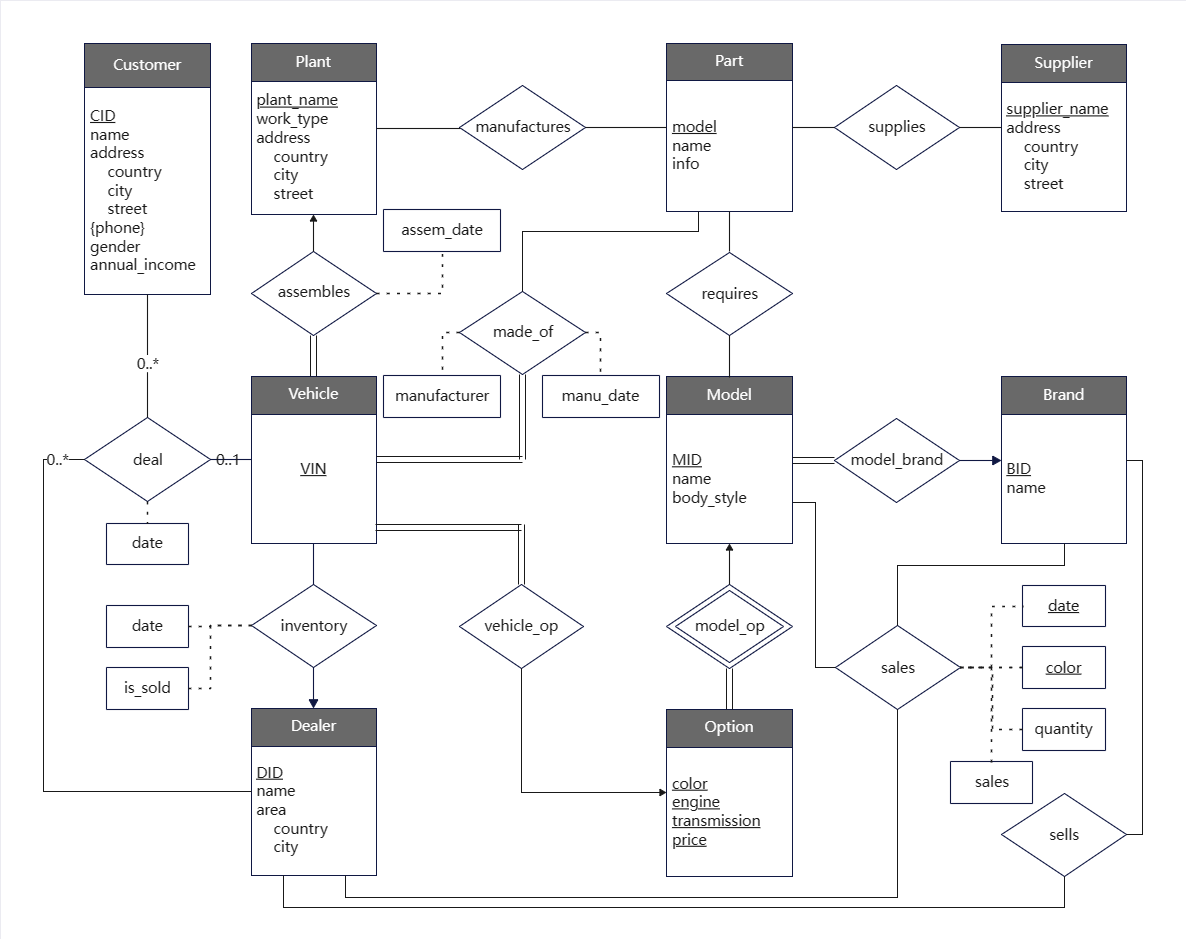 Customer
CID
name
address
country
city
street
{phone}
gender
annual_income
Plant
plant_name
work_type
address
country
city
street
manufactures
Part
model
name
info
supplies
Supplier
supplier_name
address
country
city
street
assem_date
assembles
made_of
requires
manufacturer
manu_date
0..*
Vehicle
VIN
Model
MID
name
body_style
model_brand
Brand
BID
name
0..*
deal
0..1
date
date
is_sold
inventory
vehicle_op
model_op
sales
date
color
quantity
sales
Dealer
DID
name
area
country
city
Option
color
engine
transmission
price
sells